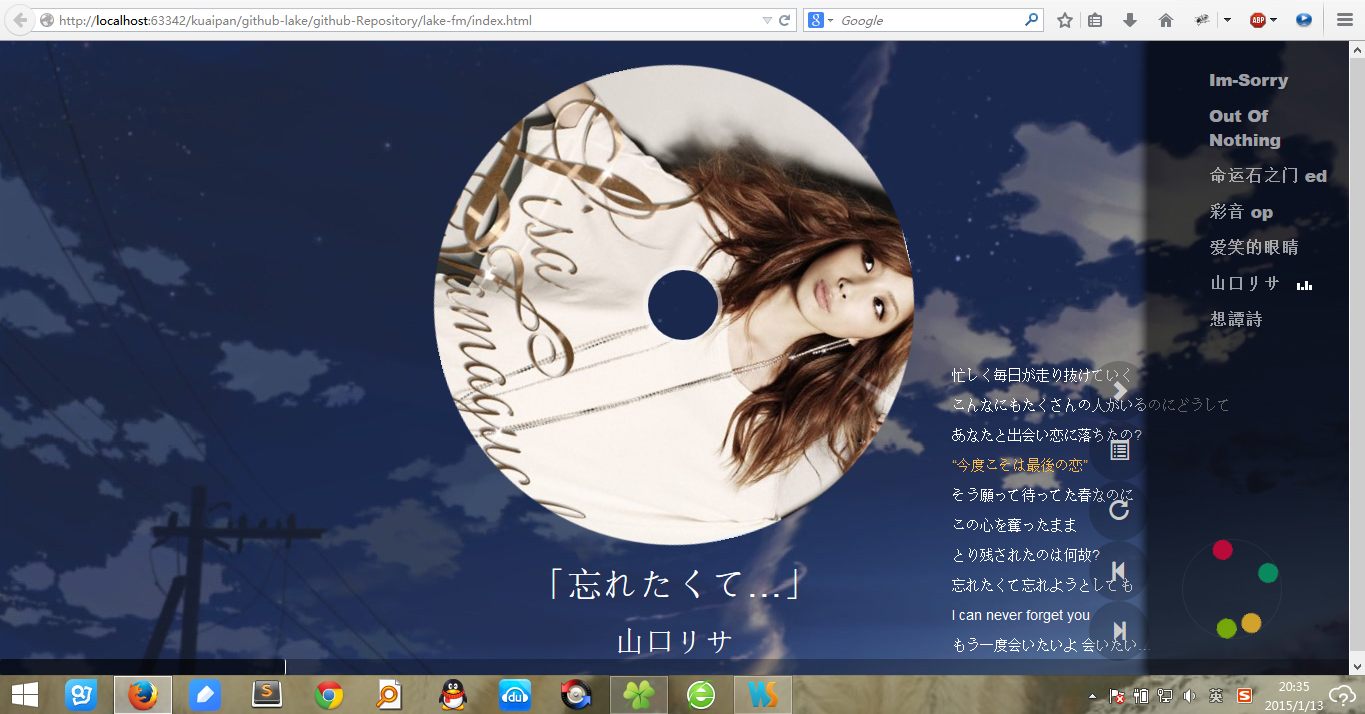 http://localhost:63342/kuaipan/github-lake/github-Repository/lake-fm/index.html
Google
ABP
Im-Sorry
Out Of
Nothing
命运石之门 ed
彩音 op
爱笑的眼睛
山口リサ
想譚詩
忙しく毎日が走り抜けていく
こんなにもたくさんの人がいるのにどうして
あなたと出会い恋に落ちたの?
“今度こそは最後の恋”
そう願って待ってた春なのに
この心を奪ったまま
とり残されたのは何故?
忘れたくて忘れようとしても
I can never forget you
もう一度会いたいよ 会いたい…
「忘れたくて…」
山口リサ
英
20:35
2015/1/13